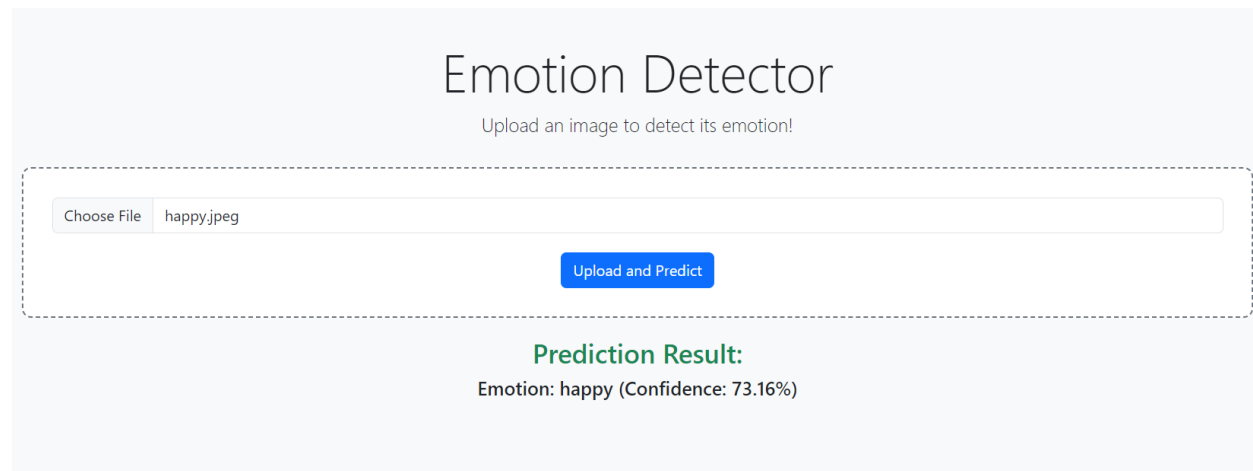 Emotion Detector
Upload an image to detect its emotion!
Choose File happy.jpeg
Upload and Predict
Prediction Result:
Emotion: happy (Confidence: 73.16%)